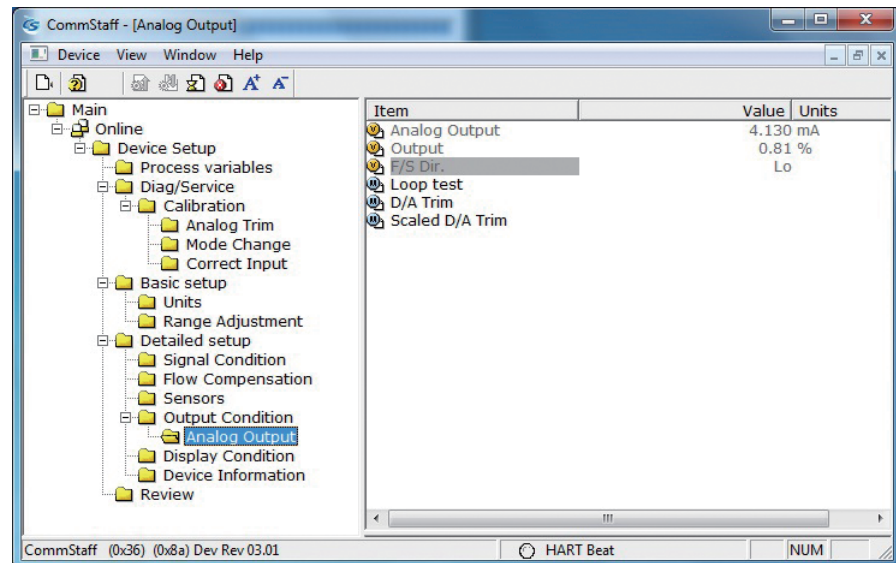 CommStaff - [Analog Output]
Device View Window Help
Main
Online
Device Setup
Process variables
Diag/Service
Calibration
Analog Trim
Mode Change
Correct Input
Basic setup
Units
Range Adjustment
Detailed setup
Signal Condition
Flow Compensation
Sensors
Output Condition
Analog Output
Display Condition
Device Information
Review
Item Value Units
Analog Output 4.130 mA
Output 0.81 %
F/S Dir. Lo
Loop test
D/A Trim
Scaled D/A Trim
CommStaff (0x36) (0x8a) Dev Rev 03.01 HART Beat NUM